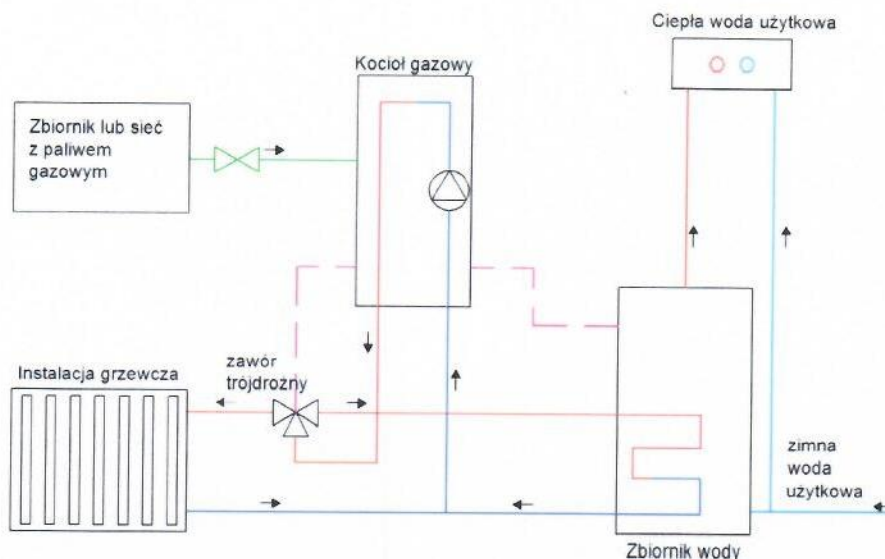 Ciepła woda użytkowa
Kocioł gazowy
Zbiornik lub sieć
z paliwem
gazowym
Instalacja grzewcza
zawór
trójdrożny
zimna
woda
użytkowa
Zbiornik wody